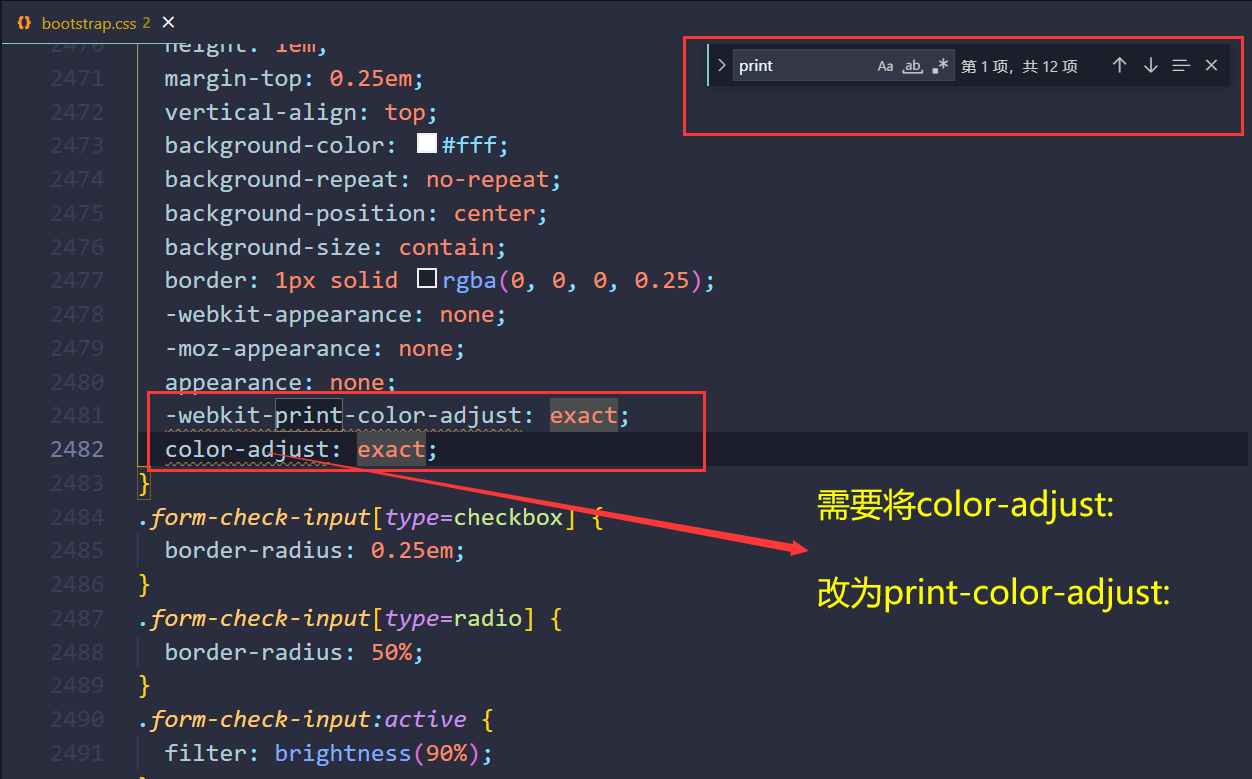 bootstrap.css 2
print Aa ab 第 1 项，共 12 项
2470 height: 1em;
2471 margin-top: 0.25em;
2472 vertical-align: top;
2473 background-color: #fff;
2474 background-repeat: no-repeat;
2475 background-position: center;
2476 background-size: contain;
2477 border: 1px solid rgba(0, 0, 0, 0.25);
2478 -webkit-appearance: none;
2479 -moz-appearance: none;
2480 appearance: none;
2481 -webkit-print-color-adjust: exact;
2482 color-adjust: exact;
2483 }
2484 .form-check-input[type=checkbox] {
2485 border-radius: 0.25em;
2486 }
2487 .form-check-input[type=radio] {
2488 border-radius: 50%;
2489 }
2490 .form-check-input:active {
2491 filter: brightness(90%);
}
需要将color-adjust:
改为print-color-adjust: